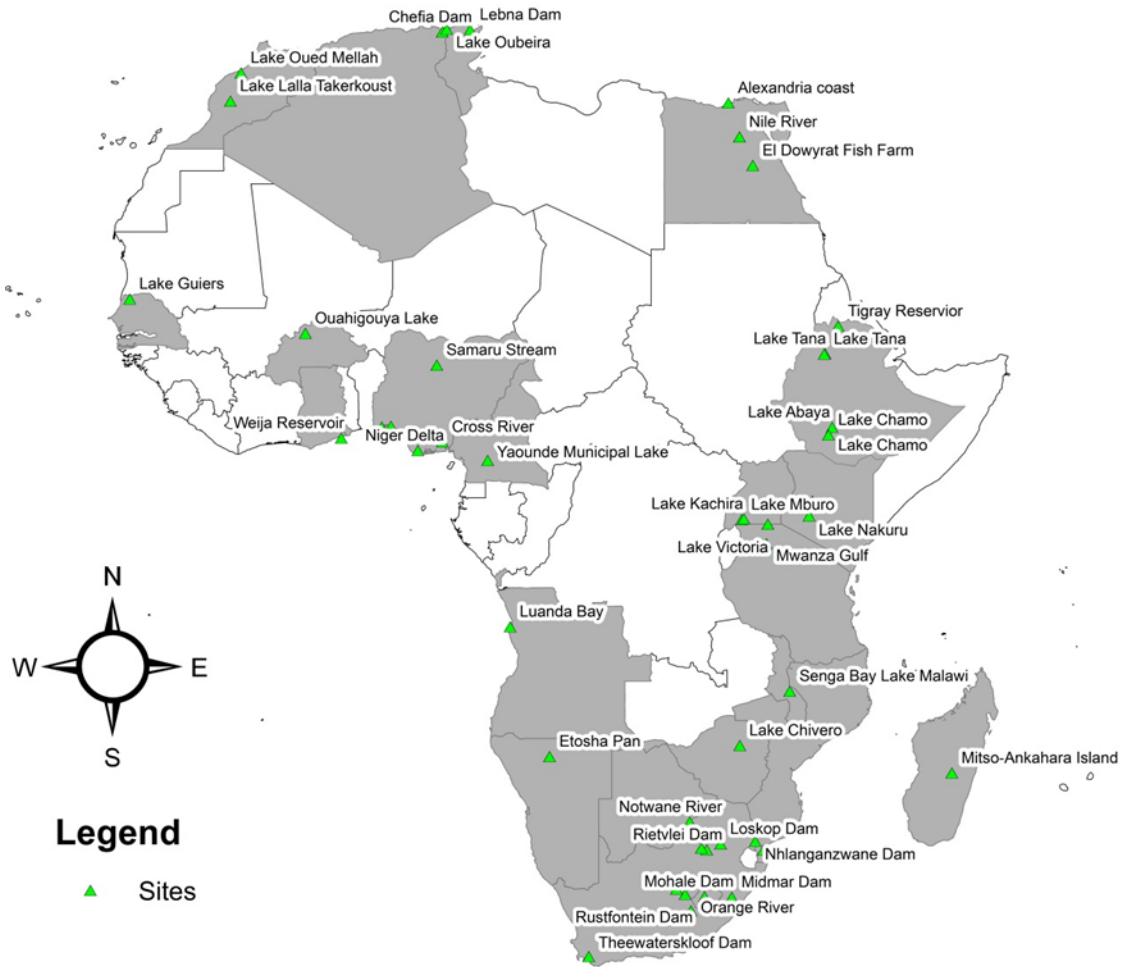 Chefia Dam
Lebna Dam
Lake Oubeira
Lake Oued Mellah
Lake Lalla Takerkoust
Alexandria coast
Nile River
El Dowyrat Fish Farm
Lake Guiers
Ouahigouya Lake
Samaru Stream
Tigray Reservior
Lake Tana
Lake Tana
Weija Reservoir
Niger Delta
Cross River
Yaounde Municipal Lake
Lake Abaya
Lake Chamo
Lake Chamo
Lake Kachira
Lake Mburo
Lake Nakuru
Lake Victoria
Mwanza Gulf
N
W
E
S
Luanda Bay
Senga Bay Lake Malawi
Etosha Pan
Lake Chivero
Mitso-Ankahara Island
Notwane River
Rietvlei Dam
Loskop Dam
Nhlanganzwane Dam
Mohale Dam
Midmar Dam
Orange River
Rustfontein Dam
Theewaterskloof Dam
Legend
Sites